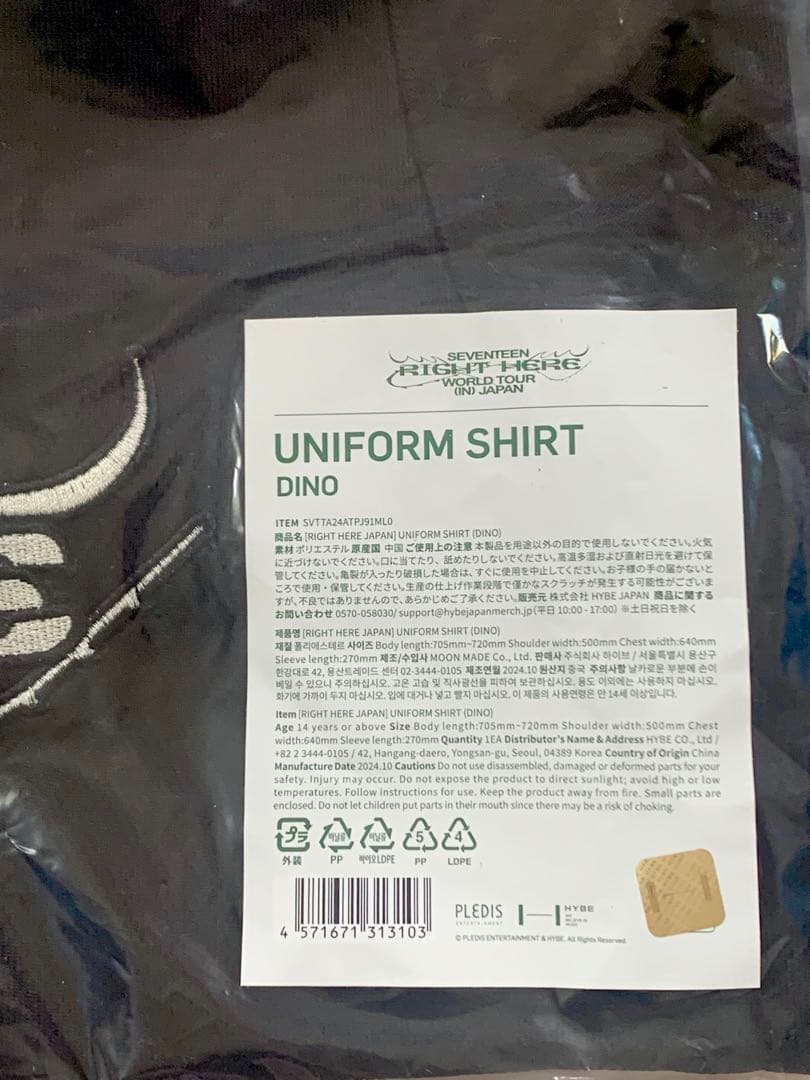 SEVENTEEN
RIGHT HERE
WORLD TOUR
(IN) JAPAN
UNIFORM SHIRT
DINO
ITEM SVTTA24ATPJ91ML0
商品名 [RIGHT HERE JAPAN] UNIFORM SHIRT (DINO)
素材 ポリエステル 原産国 中国 ご使用上の注意 本製品を用途以外の目的で使用しないでください。火気
に近づけないでください。口に当てたり、舐めたりしないでください。高温多湿および直射日光を避けて保
管してください。亀裂が入ったり破損した場合は、すぐに使用を中止してください。お子様の手の届かないと
ころで使用・保管してください。生産の仕上げ作業段階で僅かなスクラッチが発生する可能性がございま
すが、不良ではありませんので、あらかじめご了承ください。販売元 株式会社 HYBE JAPAN 商品に関する
お問い合わせ 0570-058030/ support@hybejapanmerch.jp(平日 10:00 - 17:00) ※土日祝日を除く
제품명 [RIGHT HERE JAPAN] UNIFORM SHIRT (DINO)
재질 폴리에스테르 사이즈 Body length:705mm~720mm Shoulder width:500mm Chest width:640mm
Sleeve length:270mm 제조/수입사 MOON MADE Co., Ltd. 판매사 주식회사 하이브 / 서울특별시 용산구
한강대로 42, 용산트레이드 센터 02-3444-0105 제조연월 2024.10 원산지 중국 주의사항 날카로운 부분에 손이
베일 수 있으니 주의하십시오. 고온 고습 및 직사광선을 피하여 보관하십시오. 용도 이외에는 사용하지 마십시오.
화기에 가까이 두지 마십시오. 입에 대거나 넣고 빨지 마십시오. 이 제품의 사용연령은 만 14세 이상입니다.
Item [RIGHT HERE JAPAN] UNIFORM SHIRT (DINO)
Age 14 years or above Size Body length:705mm~720mm Shoulder width:500mm Chest
width:640mm Sleeve length:270mm Quantity 1EA Distributor's Name & Address HYBE CO., Ltd /
+82 2 3444-0105 / 42, Hangang-daero, Yongsan-gu, Seoul, 04389 Korea Country of Origin China
Manufacture Date 2024.10 Cautions Do not use disassembled, damaged or deformed parts for your
safety. Injury may occur. Do not expose the product to direct sunlight; avoid high or low
temperatures. Follow instructions for use. Keep the product away from fire. Small parts are
enclosed. Do not let children put parts in their mouth since there may be a risk of choking.
プラ 비닐류 비닐류 5 4
外装 PP 바이오LDPE PP LDPE
4 571671 313103
PLEDIS
ENTERTAINMENT
HYBE
WE
BELIEVE IN
MUSIC
© PLEDIS ENTERTAINMENT & HYBE. All Rights Reserved.